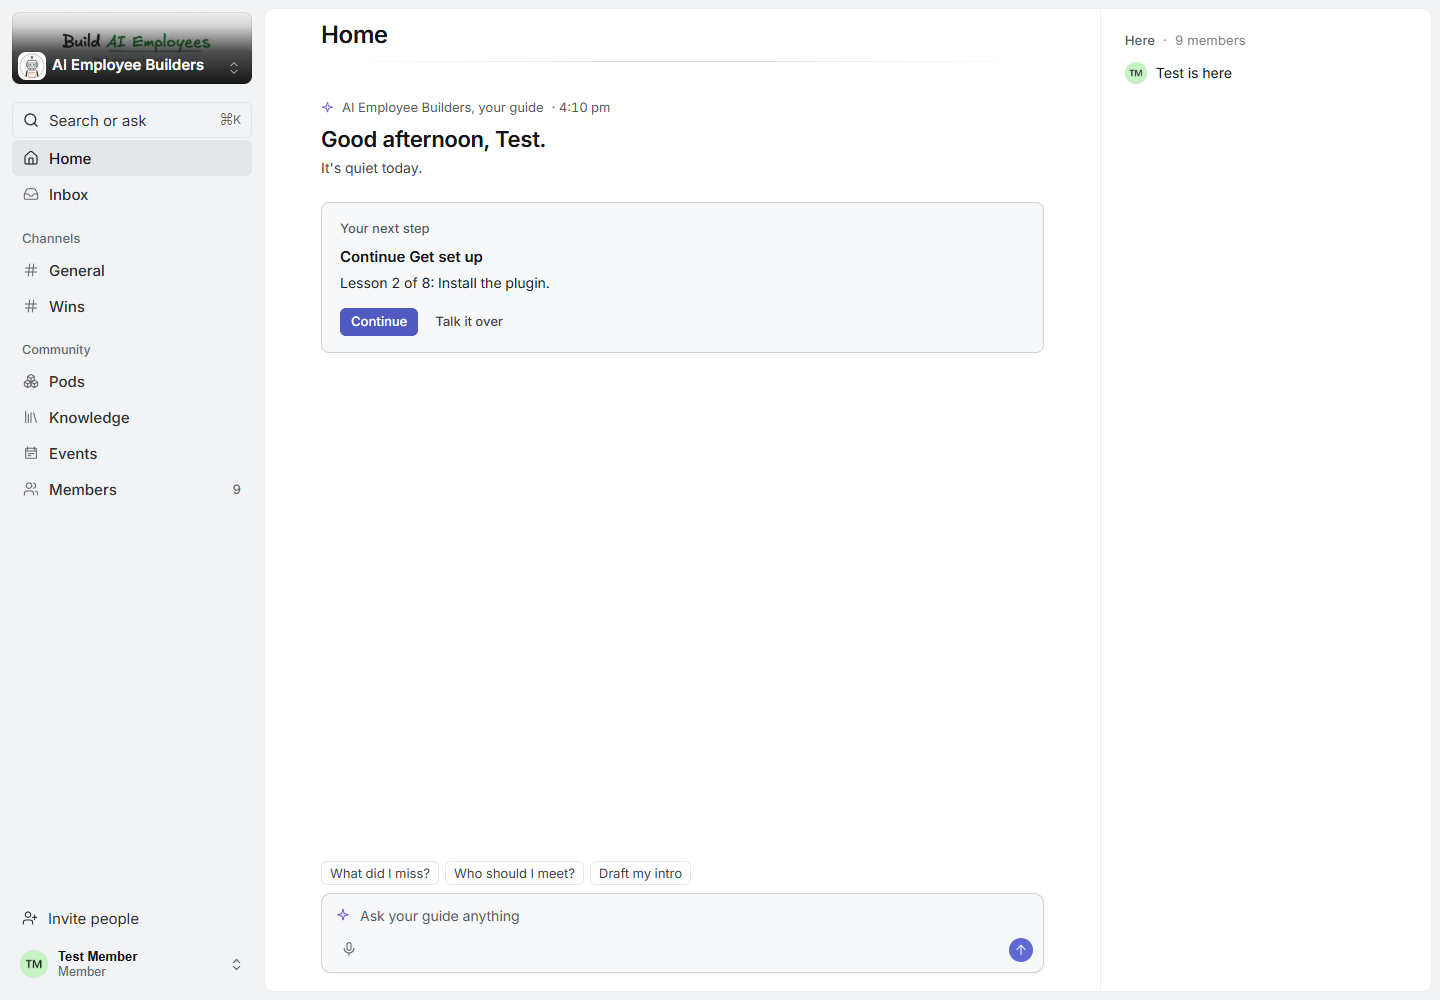 Build AI Employees
AI Employee Builders
Search or ask
⌘K
Home
Inbox
Channels
General
Wins
Community
Pods
Knowledge
Events
Members
9
Invite people
TM
Test Member
Member
Home
AI Employee Builders, your guide · 4:10 pm
Good afternoon, Test.
It's quiet today.
Your next step
Continue Get set up
Lesson 2 of 8: Install the plugin.
Continue
Talk it over
What did I miss?
Who should I meet?
Draft my intro
Ask your guide anything
Here · 9 members
TM
Test is here